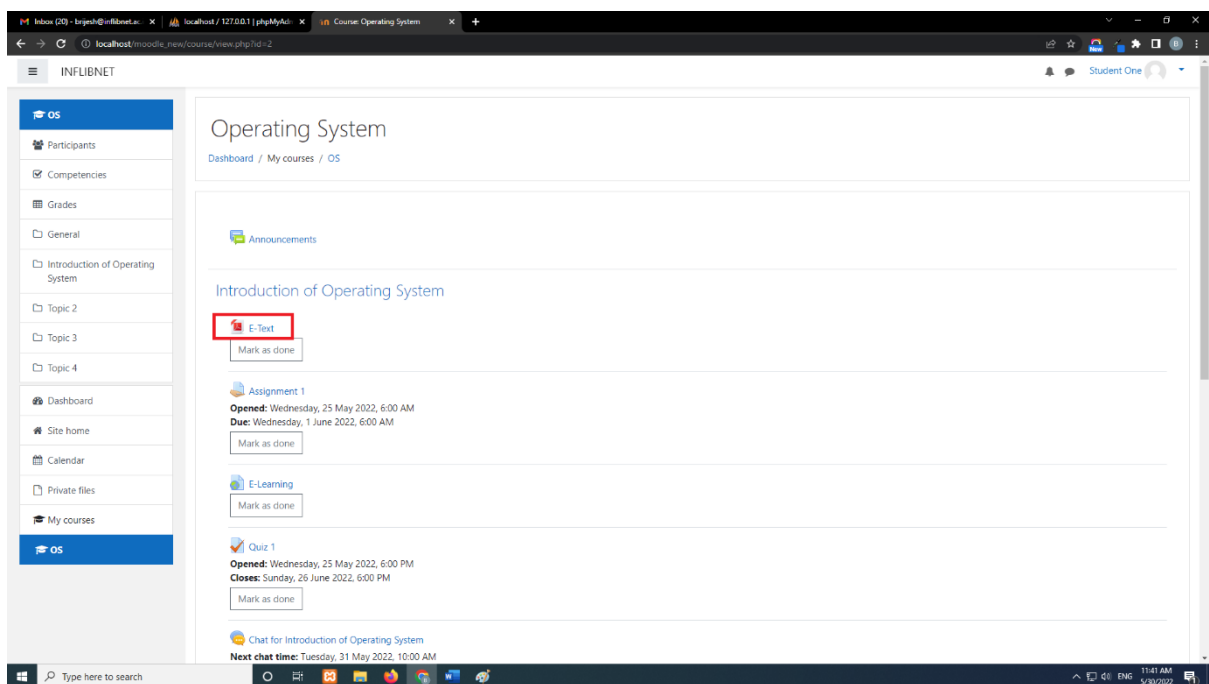 Inbox (20) - brijesh@inflibnet.ac.
localhost / 127.0.0.1 | phpMyAdm
Course: Operating System
localhost/moodle_new/course/view.php?id=2
New
B
INFLIBNET
Student One
OS
Participants
Competencies
Grades
General
Introduction of Operating
System
Topic 2
Topic 3
Topic 4
Dashboard
Site home
Calendar
Private files
My courses
OS
Operating System
Dashboard / My courses / OS
Announcements
Introduction of Operating System
E-Text
Mark as done
Assignment 1
Opened: Wednesday, 25 May 2022, 6:00 AM
Due: Wednesday, 1 June 2022, 6:00 AM
Mark as done
E-Learning
Mark as done
Quiz 1
Opened: Wednesday, 25 May 2022, 6:00 PM
Closes: Sunday, 26 June 2022, 6:00 PM
Mark as done
Chat for Introduction of Operating System
Next chat time: Tuesday, 31 May 2022, 10:00 AM
Type here to search
ENG
11:41 AM
5/30/2022